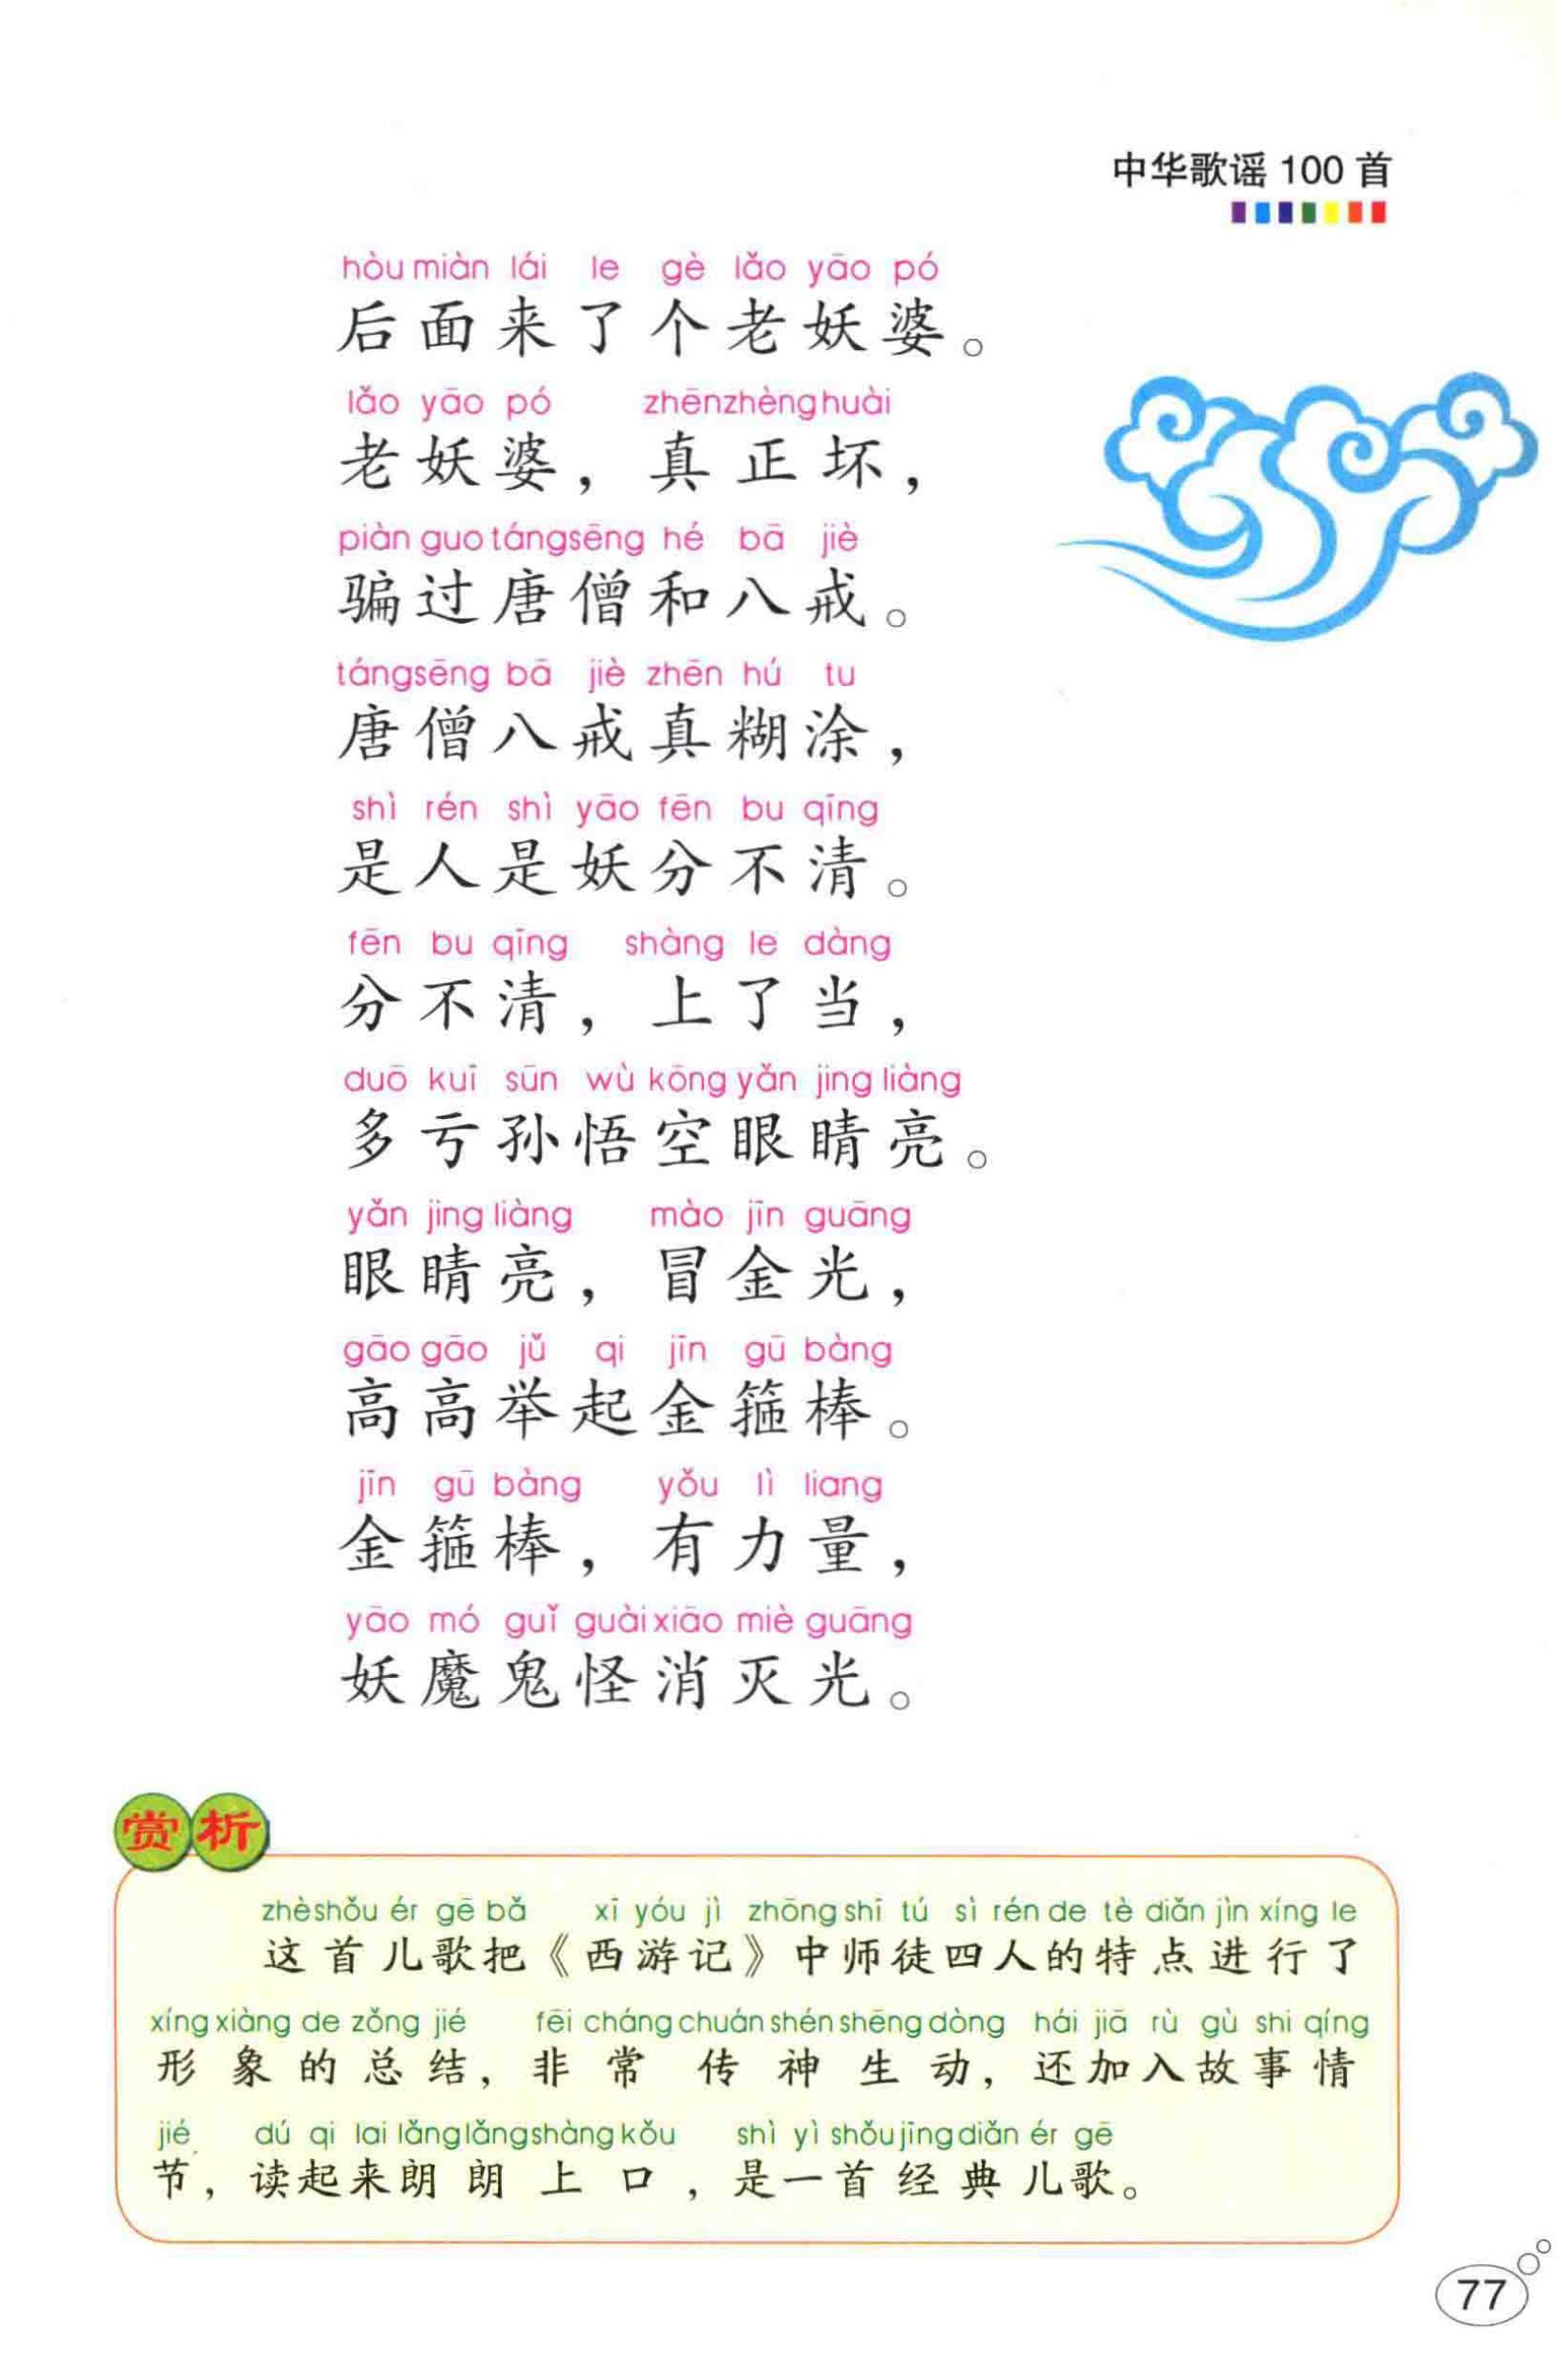 中华歌谣 100 首
hòu miàn lái le gè lǎo yāo pó
后面来了个老妖婆。
lǎo yāo pó zhēn zhèng huài
老妖婆，真正坏，
piàn guo táng sēng hé bā jiè
骗过唐僧和八戒。
táng sēng bā jiè zhēn hú tu
唐僧八戒真糊涂，
shì rén shì yāo fēn bu qīng
是人是妖分不清。
fēn bu qīng shàng le dàng
分不清，上了当，
duō kuī sūn wù kōng yǎn jing liàng
多亏孙悟空眼睛亮。
yǎn jing liàng mào jīn guāng
眼睛亮，冒金光，
gāo gāo jǔ qi jīn gū bàng
高高举起金箍棒。
jīn gū bàng yǒu lì liang
金箍棒，有力量，
yāo mó guǐ guài xiāo miè guāng
妖魔鬼怪消灭光。
赏析
zhè shǒu ér gē bǎ xī yóu jì zhōng shī tú sì rén de tè diǎn jìn xíng le
这首儿歌把《西游记》中师徒四人的特点进行了
xíng xiàng de zǒng jié fēi cháng chuán shén shēng dòng hái jiā rù gù shi qíng
形象的总结，非常传神生动，还加入故事情
jié dú qi lai lǎng lǎng shàng kǒu shì yì shǒu jīng diǎn ér gē
节，读起来朗朗上口，是一首经典儿歌。
77